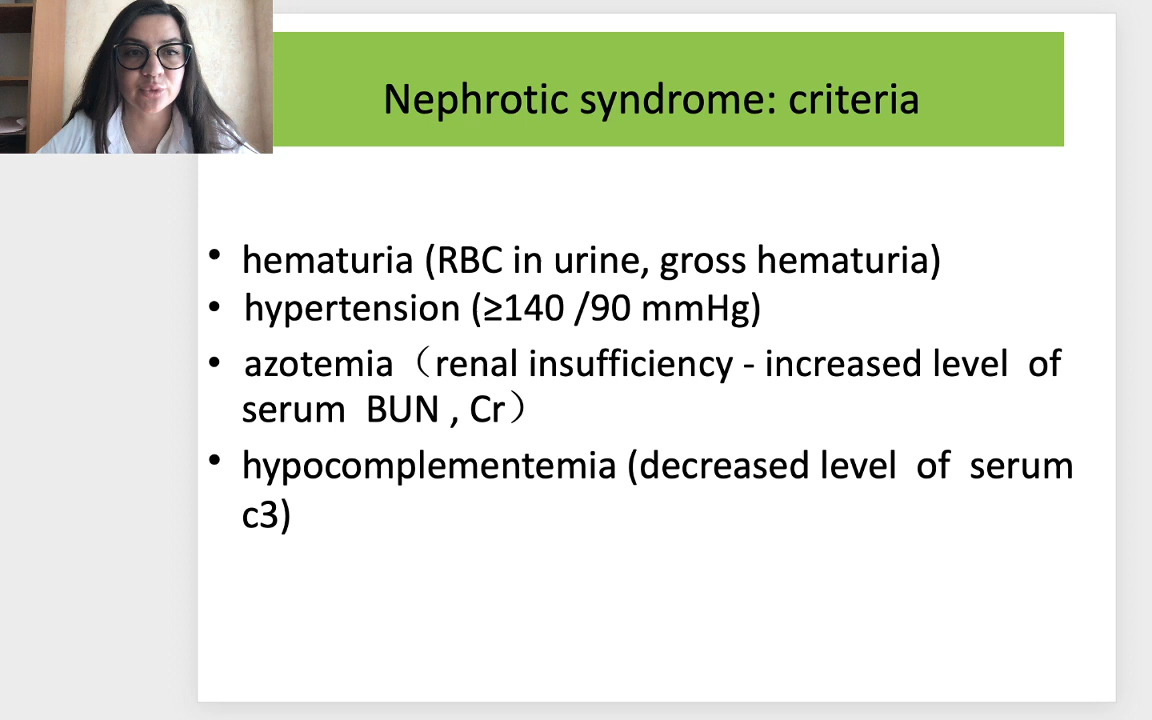 Nephrotic syndrome: criteria
• hematuria (RBC in urine, gross hematuria)
• hypertension (≥140 /90 mmHg)
• azotemia（renal insufficiency - increased level of
serum BUN , Cr）
• hypocomplementemia (decreased level of serum
c3)